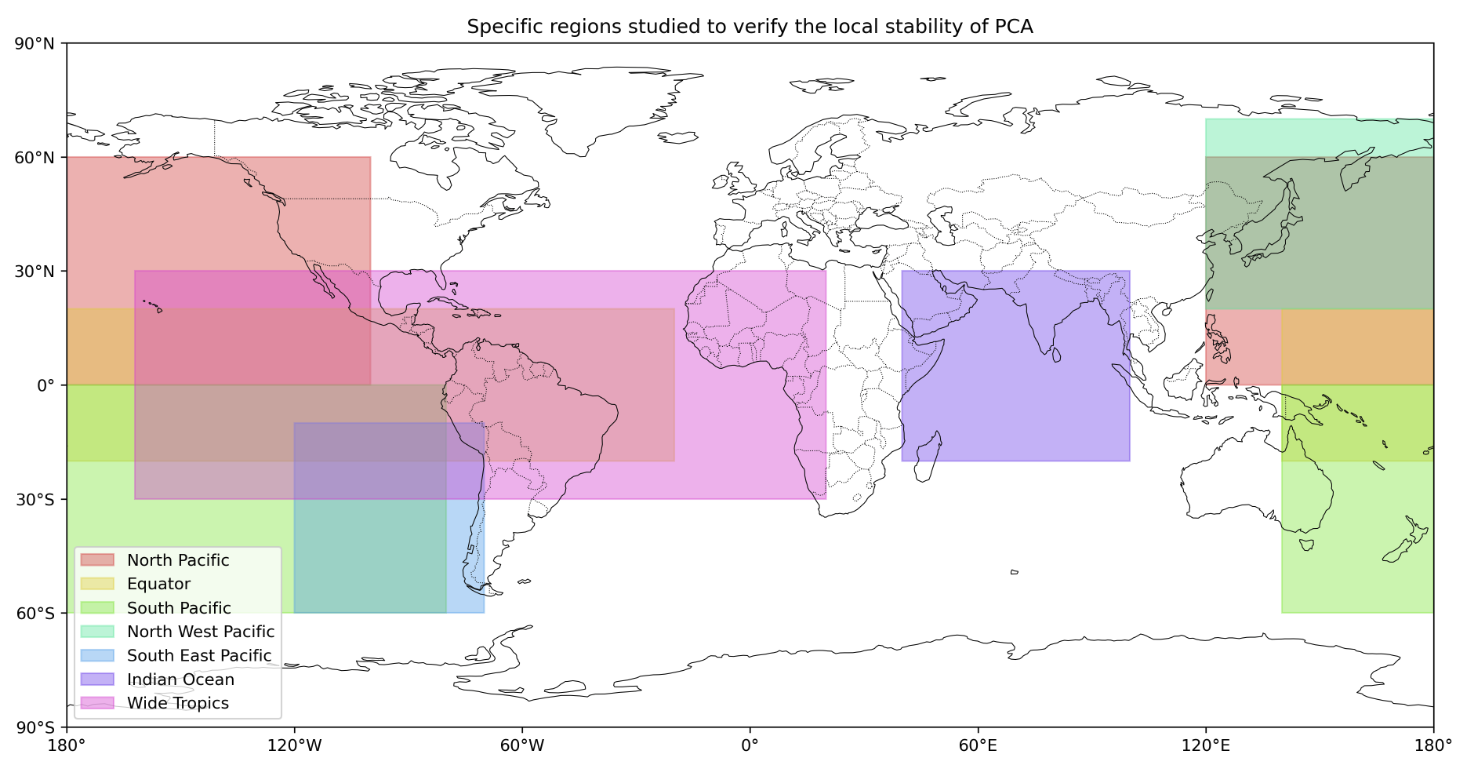 Specific regions studied to verify the local stability of PCA
90°N
60°N
30°N
0°
30°S
60°S
90°S
North Pacific
Equator
South Pacific
North West Pacific
South East Pacific
Indian Ocean
Wide Tropics
180° 120°W 60°W 0° 60°E 120°E 180°